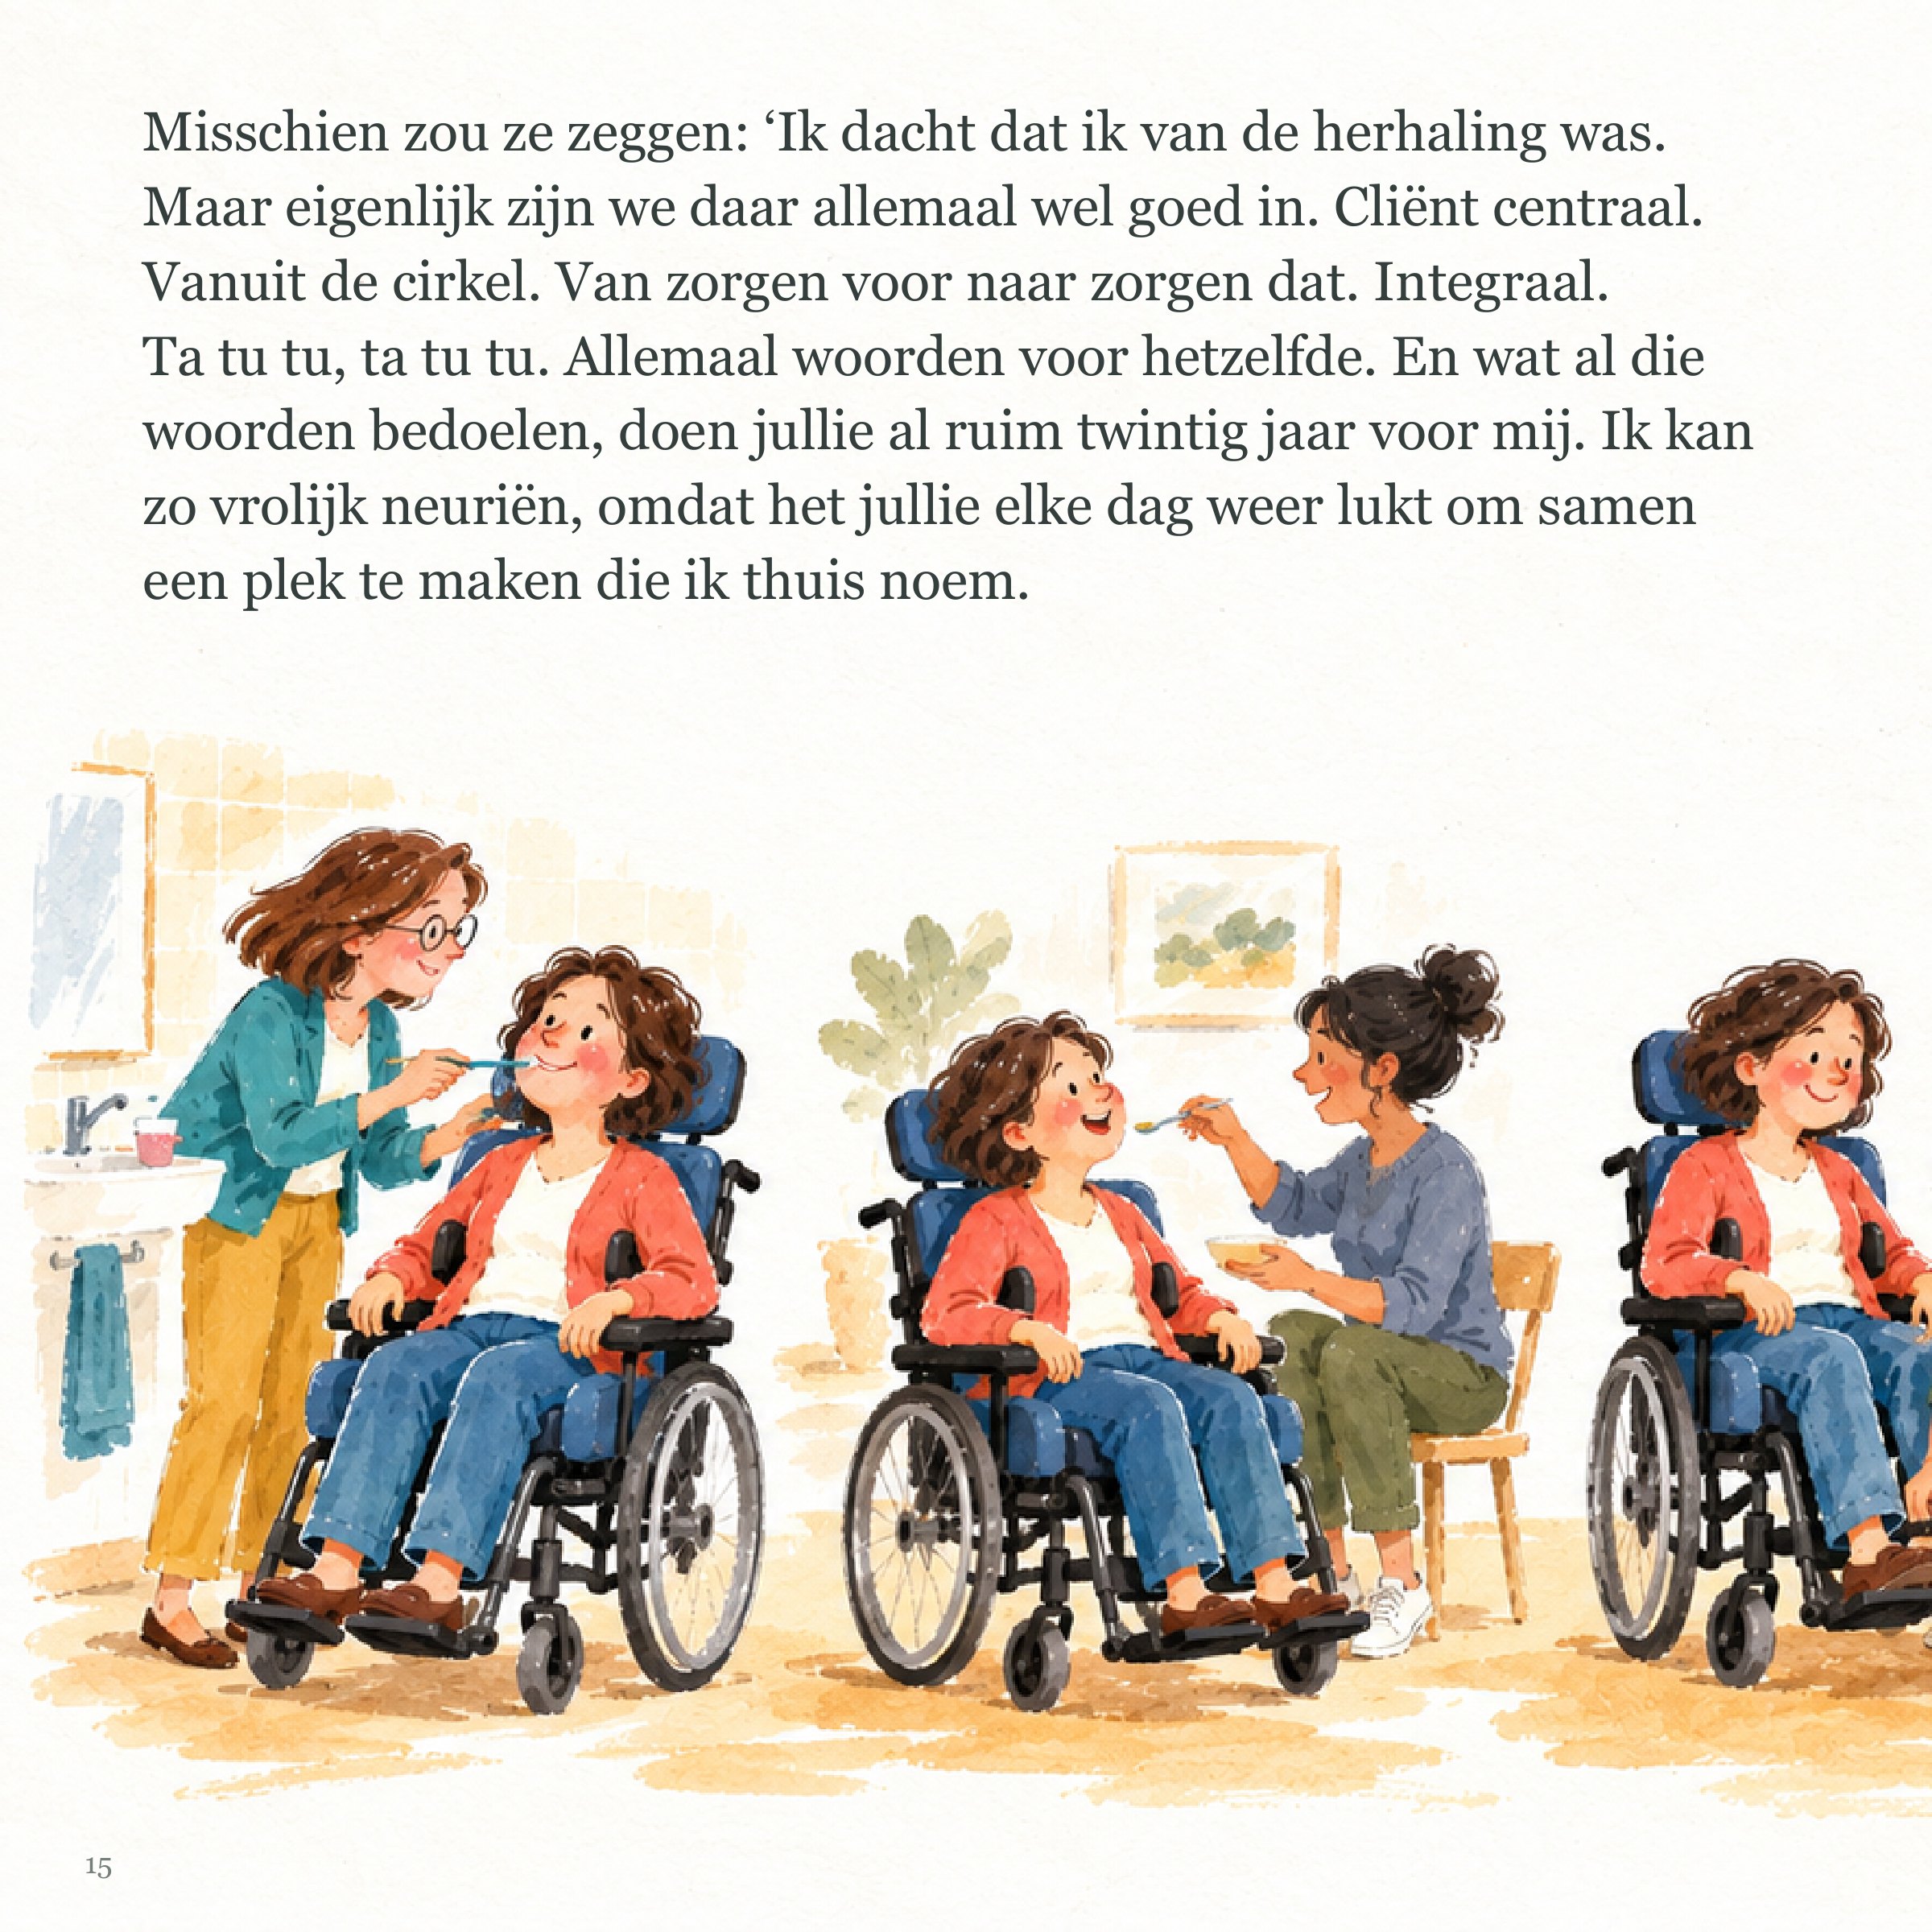 Misschien zou ze zeggen: ‘Ik dacht dat ik van de herhaling was.
Maar eigenlijk zijn we daar allemaal wel goed in. Cliënt centraal.
Vanuit de cirkel. Van zorgen voor naar zorgen dat. Integraal.
Ta tu tu, ta tu tu. Allemaal woorden voor hetzelfde. En wat al die
woorden bedoelen, doen jullie al ruim twintig jaar voor mij. Ik kan
zo vrolijk neuriën, omdat het jullie elke dag weer lukt om samen
een plek te maken die ik thuis noem.
15